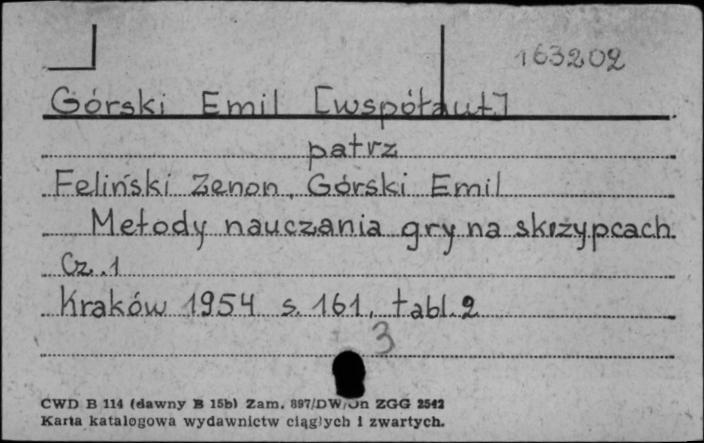 163202
Górski Emil [współaut.]
patrz
Feliński Zenon, Górski Emil
Metody nauczania gry na skrzypcach
Cz. 1
Kraków 1954 s. 161, tabl. 2
3
CWD B 114 (dawny B 15b) Zam. 897/DW/Jn ZGG 2542
Karta katalogowa wydawnictw ciągłych i zwartych.